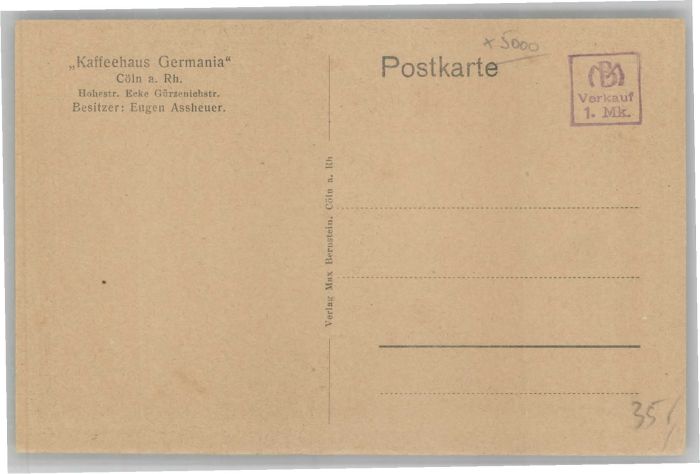 „Kaffeehaus Germania“
Cöln a. Rh.
Hohestr. Ecke Gürzenichstr.
Besitzer: Eugen Assheuer.
Postkarte
x 5000
BM
Verkauf
1. Mk.
Verlag Max Bernstein, Cöln a. Rh
35/